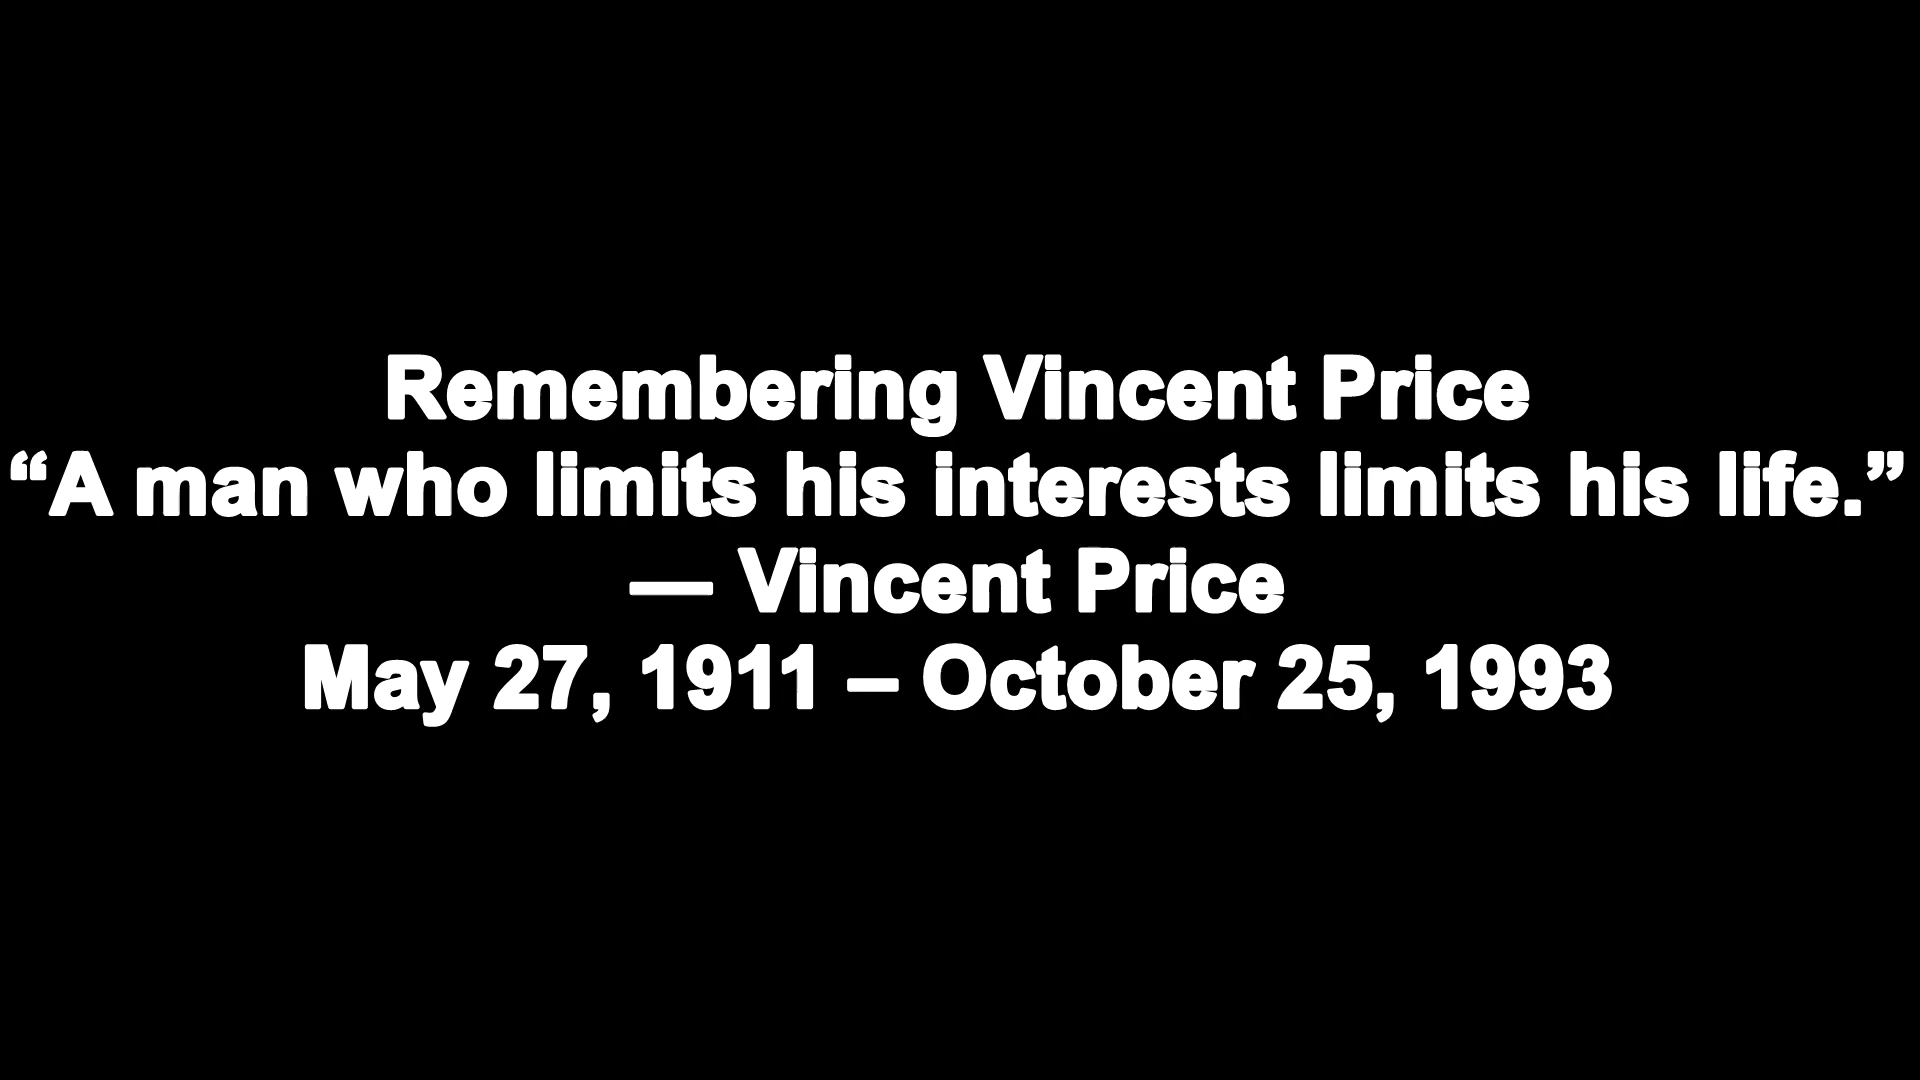 Remembering Vincent Price
“A man who limits his interests limits his life.”
— Vincent Price
May 27, 1911 – October 25, 1993